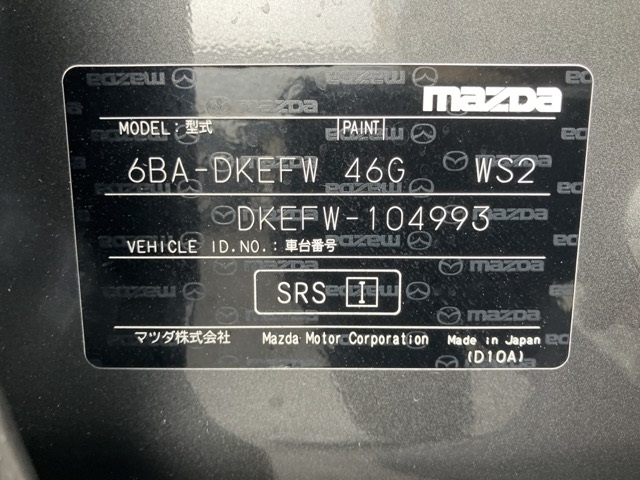 mazda
MODEL: 型式 PAINT
6BA-DKEFW 46G WS2
DKEFW-104993
VEHICLE ID.NO.: 車台番号
SRS I
マツダ株式会社 Mazda Motor Corporation Made in Japan
(D10A)